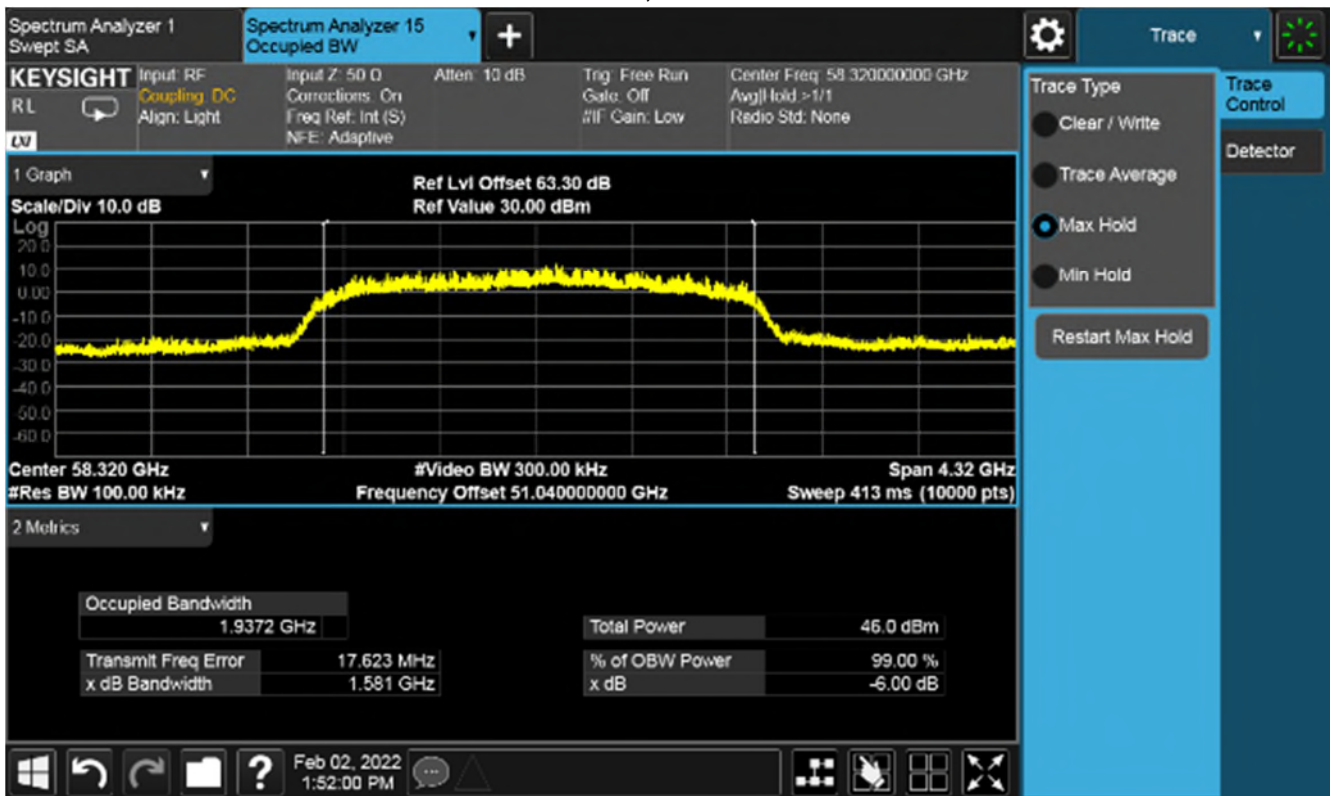 Spectrum Analyzer 1
Swept SA
Spectrum Analyzer 15
Occupied BW
Trace
KEYSIGHT
RL
LXI
Input: RF
Coupling: DC
Align: Light
Input Z: 50 Ω
Corrections: On
Freq Ref: Int (S)
NFE: Adaptive
Atten: 10 dB
Trig: Free Run
Gate: Off
#IF Gain: Low
Center Freq: 58.320000000 GHz
Avg|Hold:>1/1
Radio Std: None
Trace Type
Clear / Write
Trace Average
Max Hold
Min Hold
Restart Max Hold
Trace
Control
Detector
1 Graph
Scale/Div 10.0 dB
Ref Lvl Offset 63.30 dB
Ref Value 30.00 dBm
Log
20.0
10.0
0.00
-10.0
-20.0
-30.0
-40.0
-50.0
-60.0
Center 58.320 GHz
#Video BW 300.00 kHz
Span 4.32 GHz
#Res BW 100.00 kHz
Frequency Offset 51.040000000 GHz
Sweep 413 ms (10000 pts)
2 Metrics
Occupied Bandwidth
1.9372 GHz
Total Power 46.0 dBm
Transmit Freq Error 17.623 MHz
% of OBW Power 99.00 %
x dB Bandwidth 1.581 GHz
x dB -6.00 dB
?
Feb 02, 2022
1:52:00 PM